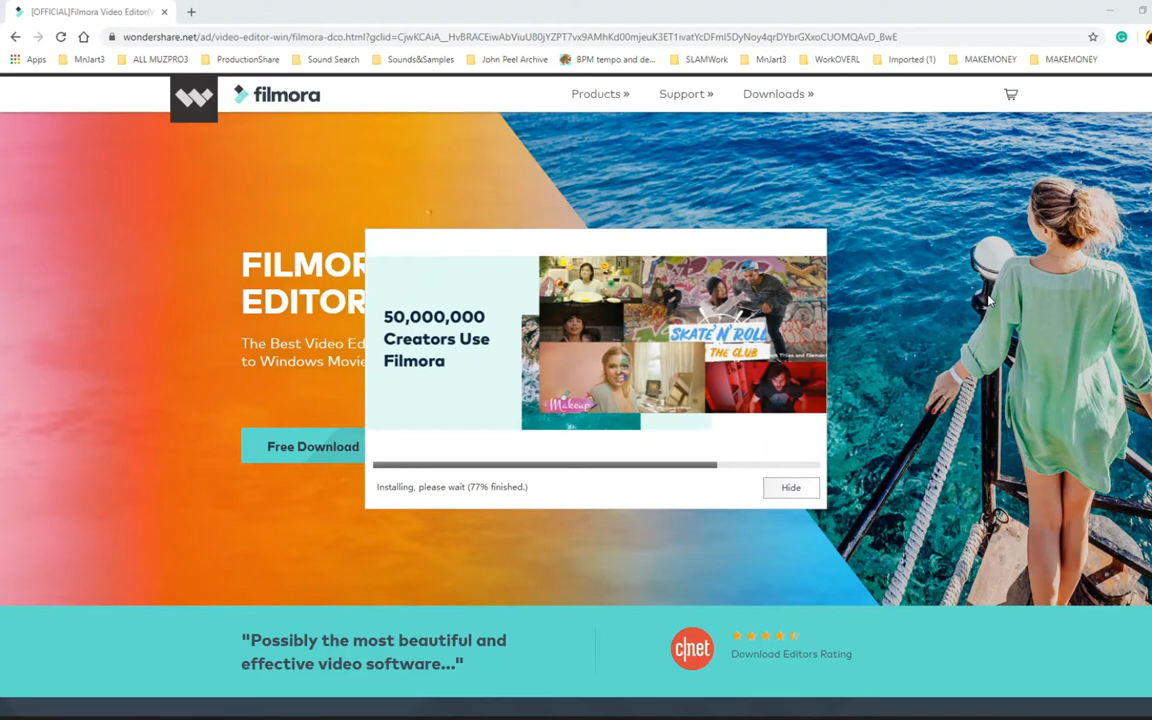 [OFFICIAL]Filmora Video Editor(V
wondershare.net/ad/video-editor-win/filmora-dco.html?gclid=CjwKCAiA__HvBRACEiwAbViuU80jYZPT7vx9AMhKd00mjeuK3ET1ivatYcDFmI5DyNoy4qrDYbrGXxoCUOMQAvD_BwE
Apps MnJart3 ALL MUZPRO3 ProductionShare Sound Search Sounds&Samples John Peel Archive BPM tempo and de... SLAMWork MnJart3 WorkOVERL Imported (1) MAKEMONEY MAKEMONEY
filmora
Products »
Support »
Downloads »
FILMOR
EDITOR
The Best Video Ed
to Windows Movie
Free Download
50,000,000
Creators Use
Filmora
SKATE'N'ROLL
THE CLUB
Makeup
Installing, please wait (77% finished.)
Hide
"Possibly the most beautiful and
effective video software..."
c|net
Download Editors Rating